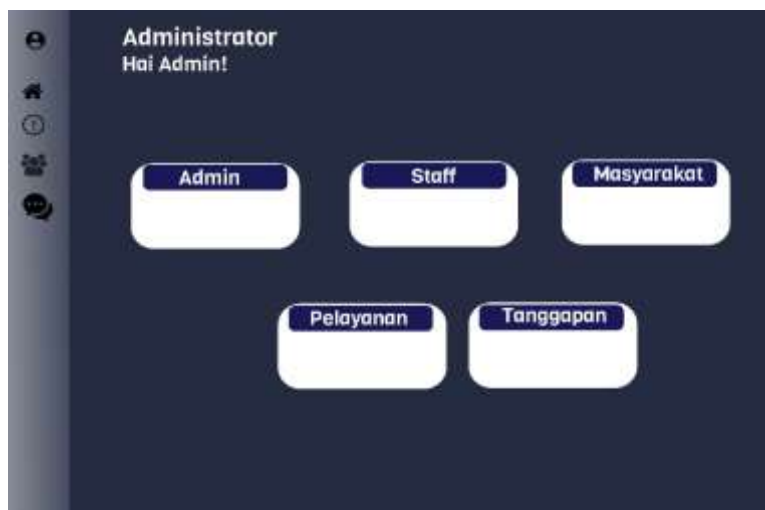 Administrator
Hai Admin!
Admin
Staff
Masyarakat
Pelayanan
Tanggapan